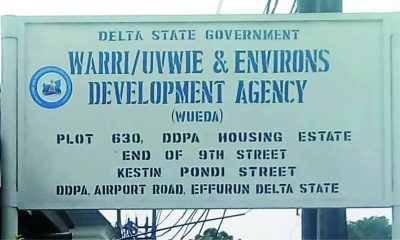 DELTA STATE GOVERNMENT
WARRI/UVWIE & ENVIRONS
DEVELOPMENT AGENCY
(WUEDA)
PLOT 630, DDPA HOUSING ESTATE
END OF 9TH STREET
KESTIN PONDI STREET
DDPA, AIRPORT ROAD, EFFURUN DELTA STATE